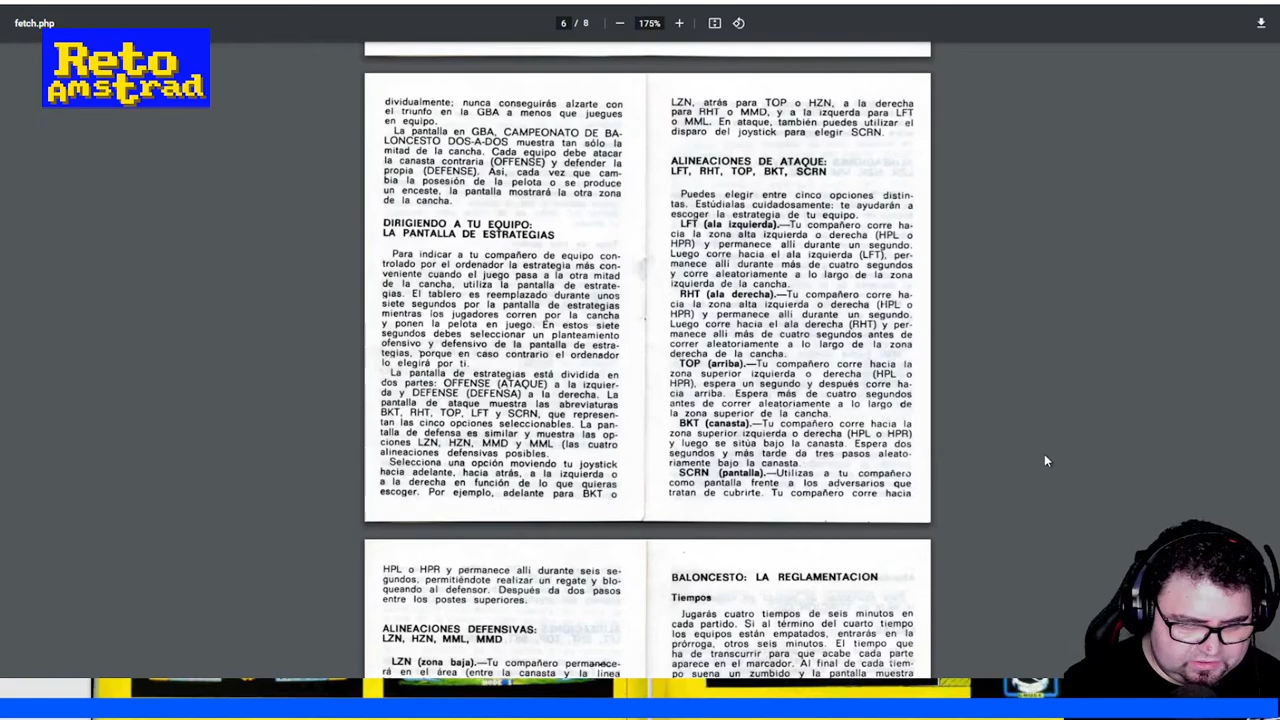 fetch.php
6 / 8
175%
Reto
Amstrad
dividualmente; nunca conseguirás alzarte con
el triunfo en la GBA a menos que juegues
en equipo.
La pantalla en GBA, CAMPEONATO DE BA-
LONCESTO DOS-A-DOS muestra tan sólo la
mitad de la cancha. Cada equipo debe atacar
la canasta contraria (OFFENSE) y defender la
propia (DEFENSE). Así, cada vez que cam-
bia la posesión de la pelota o se produce
un enceste, la pantalla mostrará la otra zona
de la cancha.
DIRIGIENDO A TU EQUIPO:
LA PANTALLA DE ESTRATEGIAS
Para indicar a tu compañero de equipo con-
trolado por el ordenador la estrategia más con-
veniente cuando el juego pasa a la otra mitad
de la cancha, utiliza la pantalla de estrate-
gias. El tablero es reemplazado durante unos
siete segundos por la pantalla de estrategias
mientras los jugadores corren por la cancha
y ponen la pelota en juego. En estos siete
segundos debes seleccionar un planteamiento
ofensivo y defensivo de la pantalla de estra-
tegias, porque en caso contrario el ordenador
lo elegirá por ti.
La pantalla de estrategias está dividida en
dos partes: OFFENSE (ATAQUE) a la izquier-
da y DEFENSE (DEFENSA) a la derecha. La
pantalla de ataque muestra las abreviaturas
BKT, RHT, TOP, LFT y SCRN, que represen-
tan las cinco opciones seleccionables. La pan-
talla de defensa es similar y muestra las op-
ciones LZN, HZN, MMD y MML (las cuatro
alineaciones defensivas posibles.
Selecciona una opción moviendo tu joystick
hacia adelante, hacia atrás, a la izquierda o
a la derecha en función de lo que quieras
escoger. Por ejemplo, adelante para BKT o
LZN, atrás para TOP o HZN, a la derecha
para RHT o MMD, y a la izquierda para LFT
o MML. En ataque, también puedes utilizar el
disparo del joystick para elegir SCRN.
ALINEACIONES DE ATAQUE:
LFT, RHT, TOP, BKT, SCRN
Puedes elegir entre cinco opciones distin-
tas. Estúdialas cuidadosamente: te ayudarán a
escoger la estrategia de tu equipo.
LFT (ala izquierda).—Tu compañero corre ha-
cia la zona alta izquierda o derecha (HPL o
HPR) y permanece allí durante un segundo.
Luego corre hacia el ala izquierda (LFT), per-
manece allí durante más de cuatro segundos
y corre aleatoriamente a lo largo de la zona
izquierda de la cancha.
RHT (ala derecha).—Tu compañero corre ha-
cia la zona alta izquierda o derecha (HPL o
HPR) y permanece allí durante un segundo.
Luego corre hacia el ala derecha (RHT) y per-
manece allí más de cuatro segundos antes de
correr aleatoriamente a lo largo de la zona
derecha de la cancha.
TOP (arriba).—Tu compañero corre hacia la
zona superior izquierda o derecha (HPL o
HPR), espera un segundo y después corre ha-
cia arriba. Espera más de cuatro segundos
antes de correr aleatoriamente a lo largo de
la zona superior de la cancha.
BKT (canasta).—Tu compañero corre hacia la
zona superior izquierda o derecha (HPL o HPR)
y luego se sitúa bajo la canasta. Espera dos
segundos y más tarde da tres pasos aleato-
riamente bajo la canasta.
SCRN (pantalla).—Utilizas a tu compañero
como pantalla frente a los adversarios que
tratan de cubrirte. Tu compañero corre hacia
HPL o HPR y permanece allí durante seis se-
gundos, permitiéndote realizar un regate y blo-
queando al defensor. Después da dos pasos
entre los postes superiores.
ALINEACIONES DEFENSIVAS:
LZN, HZN, MML, MMD
LZN (zona baja).—Tu compañero permanece-
rá en el área (entre la canasta y la línea
BALONCESTO: LA REGLAMENTACION
Tiempos
Jugarás cuatro tiempos de seis minutos en
cada partido. Si al término del cuarto tiempo
los equipos están empatados, entrarás en la
prórroga, otros seis minutos. El tiempo que
ha de transcurrir para que acabe cada parte
aparece en el marcador. Al final de cada tiem-
po suena un zumbido y la pantalla muestra